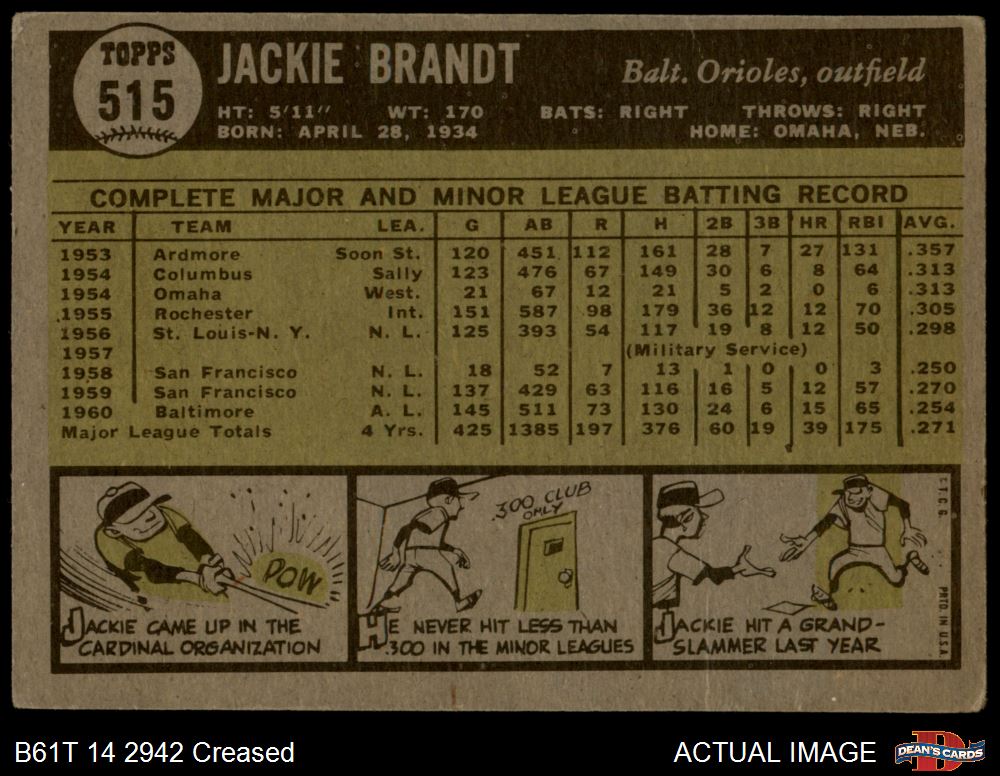 TOPPS
515
JACKIE BRANDT
Balt. Orioles, outfield
HT: 5'11" WT: 170 BATS: RIGHT THROWS: RIGHT
BORN: APRIL 28, 1934 HOME: OMAHA, NEB.
COMPLETE MAJOR AND MINOR LEAGUE BATTING RECORD
YEAR TEAM LEA. G AB R H 2B 3B HR RBI AVG.
1953 Ardmore Soon St. 120 451 112 161 28 7 27 131 .357
1954 Columbus Sally 123 476 67 149 30 6 8 64 .313
1954 Omaha West. 21 67 12 21 5 2 0 6 .313
1955 Rochester Int. 151 587 98 179 36 12 12 70 .305
1956 St. Louis-N. Y. N. L. 125 393 54 117 19 8 12 50 .298
1957 (Military Service)
1958 San Francisco N. L. 18 52 7 13 1 0 0 3 .250
1959 San Francisco N. L. 137 429 63 116 16 5 12 57 .270
1960 Baltimore A. L. 145 511 73 130 24 6 15 65 .254
Major League Totals 4 Yrs. 425 1385 197 376 60 19 39 175 .271
POW
JACKIE CAME UP IN THE
CARDINAL ORGANIZATION
.300 CLUB
ONLY
HE NEVER HIT LESS THAN
.300 IN THE MINOR LEAGUES
JACKIE HIT A GRAND-
SLAMMER LAST YEAR
© T. C. G.
PRTD. IN U.S.A.
B61T 14 2942 Creased
ACTUAL IMAGE
DEAN'S CARDS